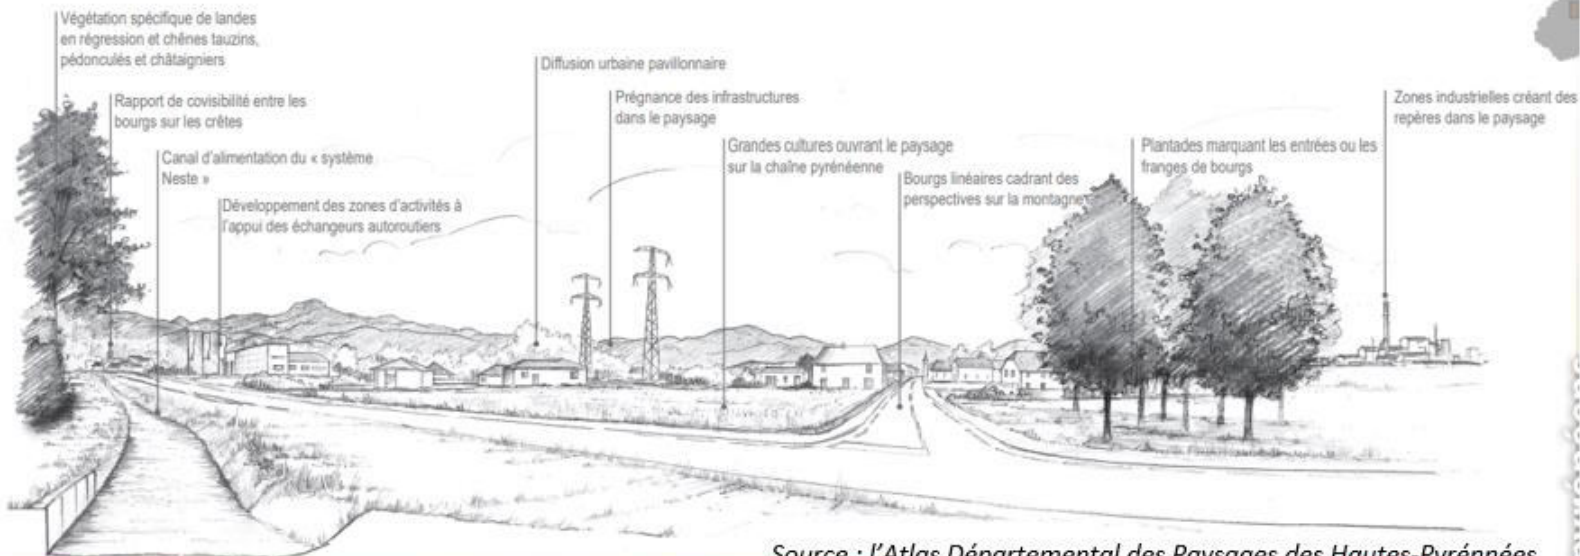 Végétation spécifique de landes
en régression et chênes tauzins,
pédonculés et châtaigniers
Rapport de covisibilité entre les
bourgs sur les crêtes
Canal d'alimentation du « système
Neste »
Développement des zones d'activités à
l'appui des échangeurs autoroutiers
Diffusion urbaine pavillonnaire
Prégnance des infrastructures
dans le paysage
Grandes cultures ouvrant le paysage
sur la chaîne pyrénéenne
Bourgs linéaires cadrant des
perspectives sur la montagne
Plantades marquant les entrées ou les
franges de bourgs
Zones industrielles créant des
repères dans le paysage
Source : l'Atlas Départemental des Paysages des Hautes-Pyrénnées